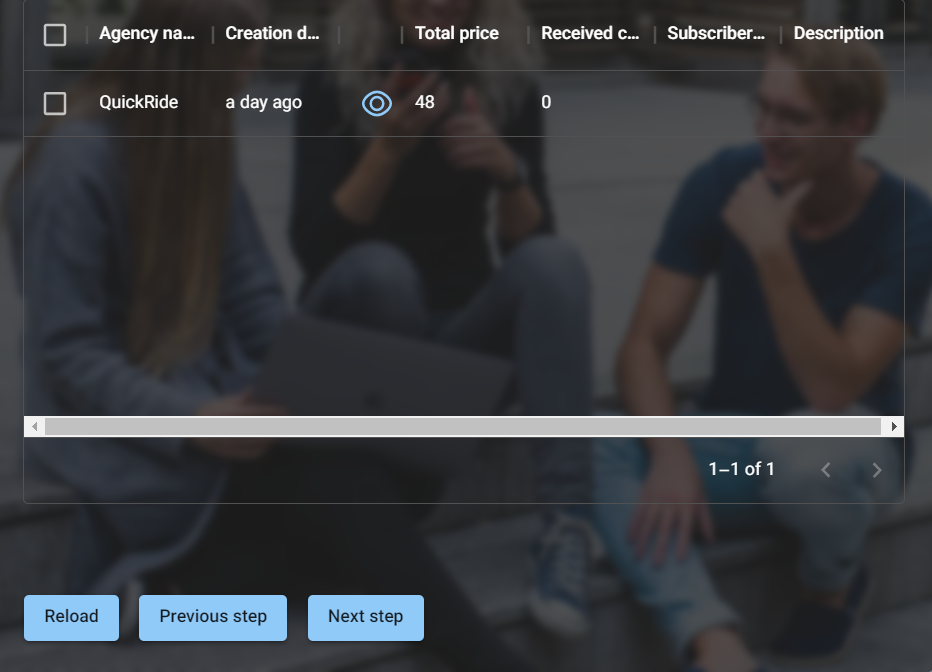 Agency na... Creation d... Total price Received c... Subscriber... Description
QuickRide a day ago 48 0
1–1 of 1
Reload Previous step Next step